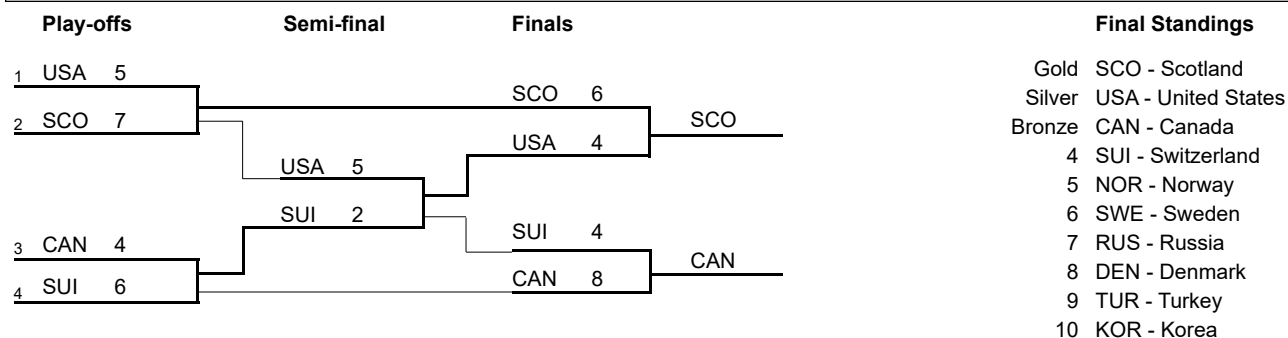 Play-offs Semi-final Finals Final Standings
1 USA 5
2 SCO 7
3 CAN 4
4 SUI 6
USA 5
SUI 2
SCO 6
USA 4
SCO
SUI 4
CAN 8
CAN
Gold SCO - Scotland
Silver USA - United States
Bronze CAN - Canada
4 SUI - Switzerland
5 NOR - Norway
6 SWE - Sweden
7 RUS - Russia
8 DEN - Denmark
9 TUR - Turkey
10 KOR - Korea